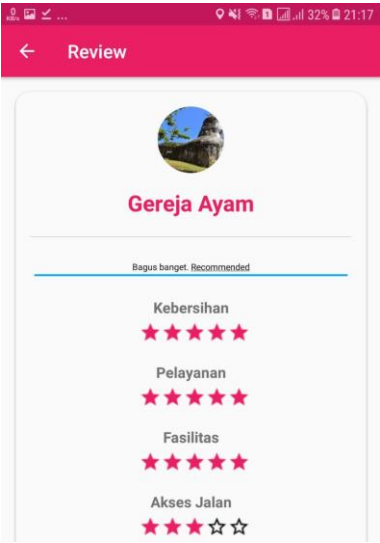 32% 21:17
Review
Gereja Ayam
Bagus banget. Recommended
Kebersihan
Pelayanan
Fasilitas
Akses Jalan